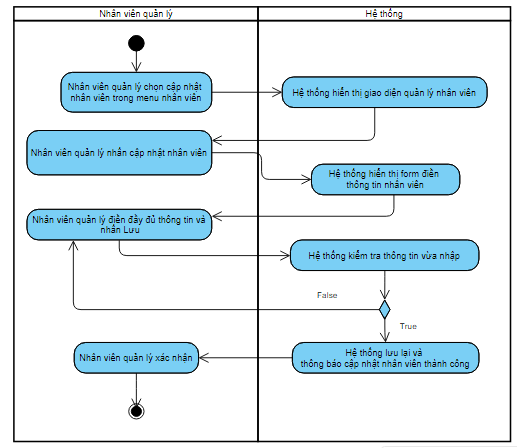 Nhân viên quản lý
Hệ thống
Nhân viên quản lý chọn cập nhật
nhân viên trong menu nhân viên
Hệ thống hiển thị giao diện quản lý nhân viên
Nhân viên quản lý nhấn cập nhật nhân viên
Hệ thống hiển thị form điền
thông tin nhân viên
Nhân viên quản lý điền đầy đủ thông tin và
nhấn Lưu
Hệ thống kiểm tra thông tin vừa nhập
False
True
Nhân viên quản lý xác nhận
Hệ thống lưu lại và
thông báo cập nhật nhân viên thành công